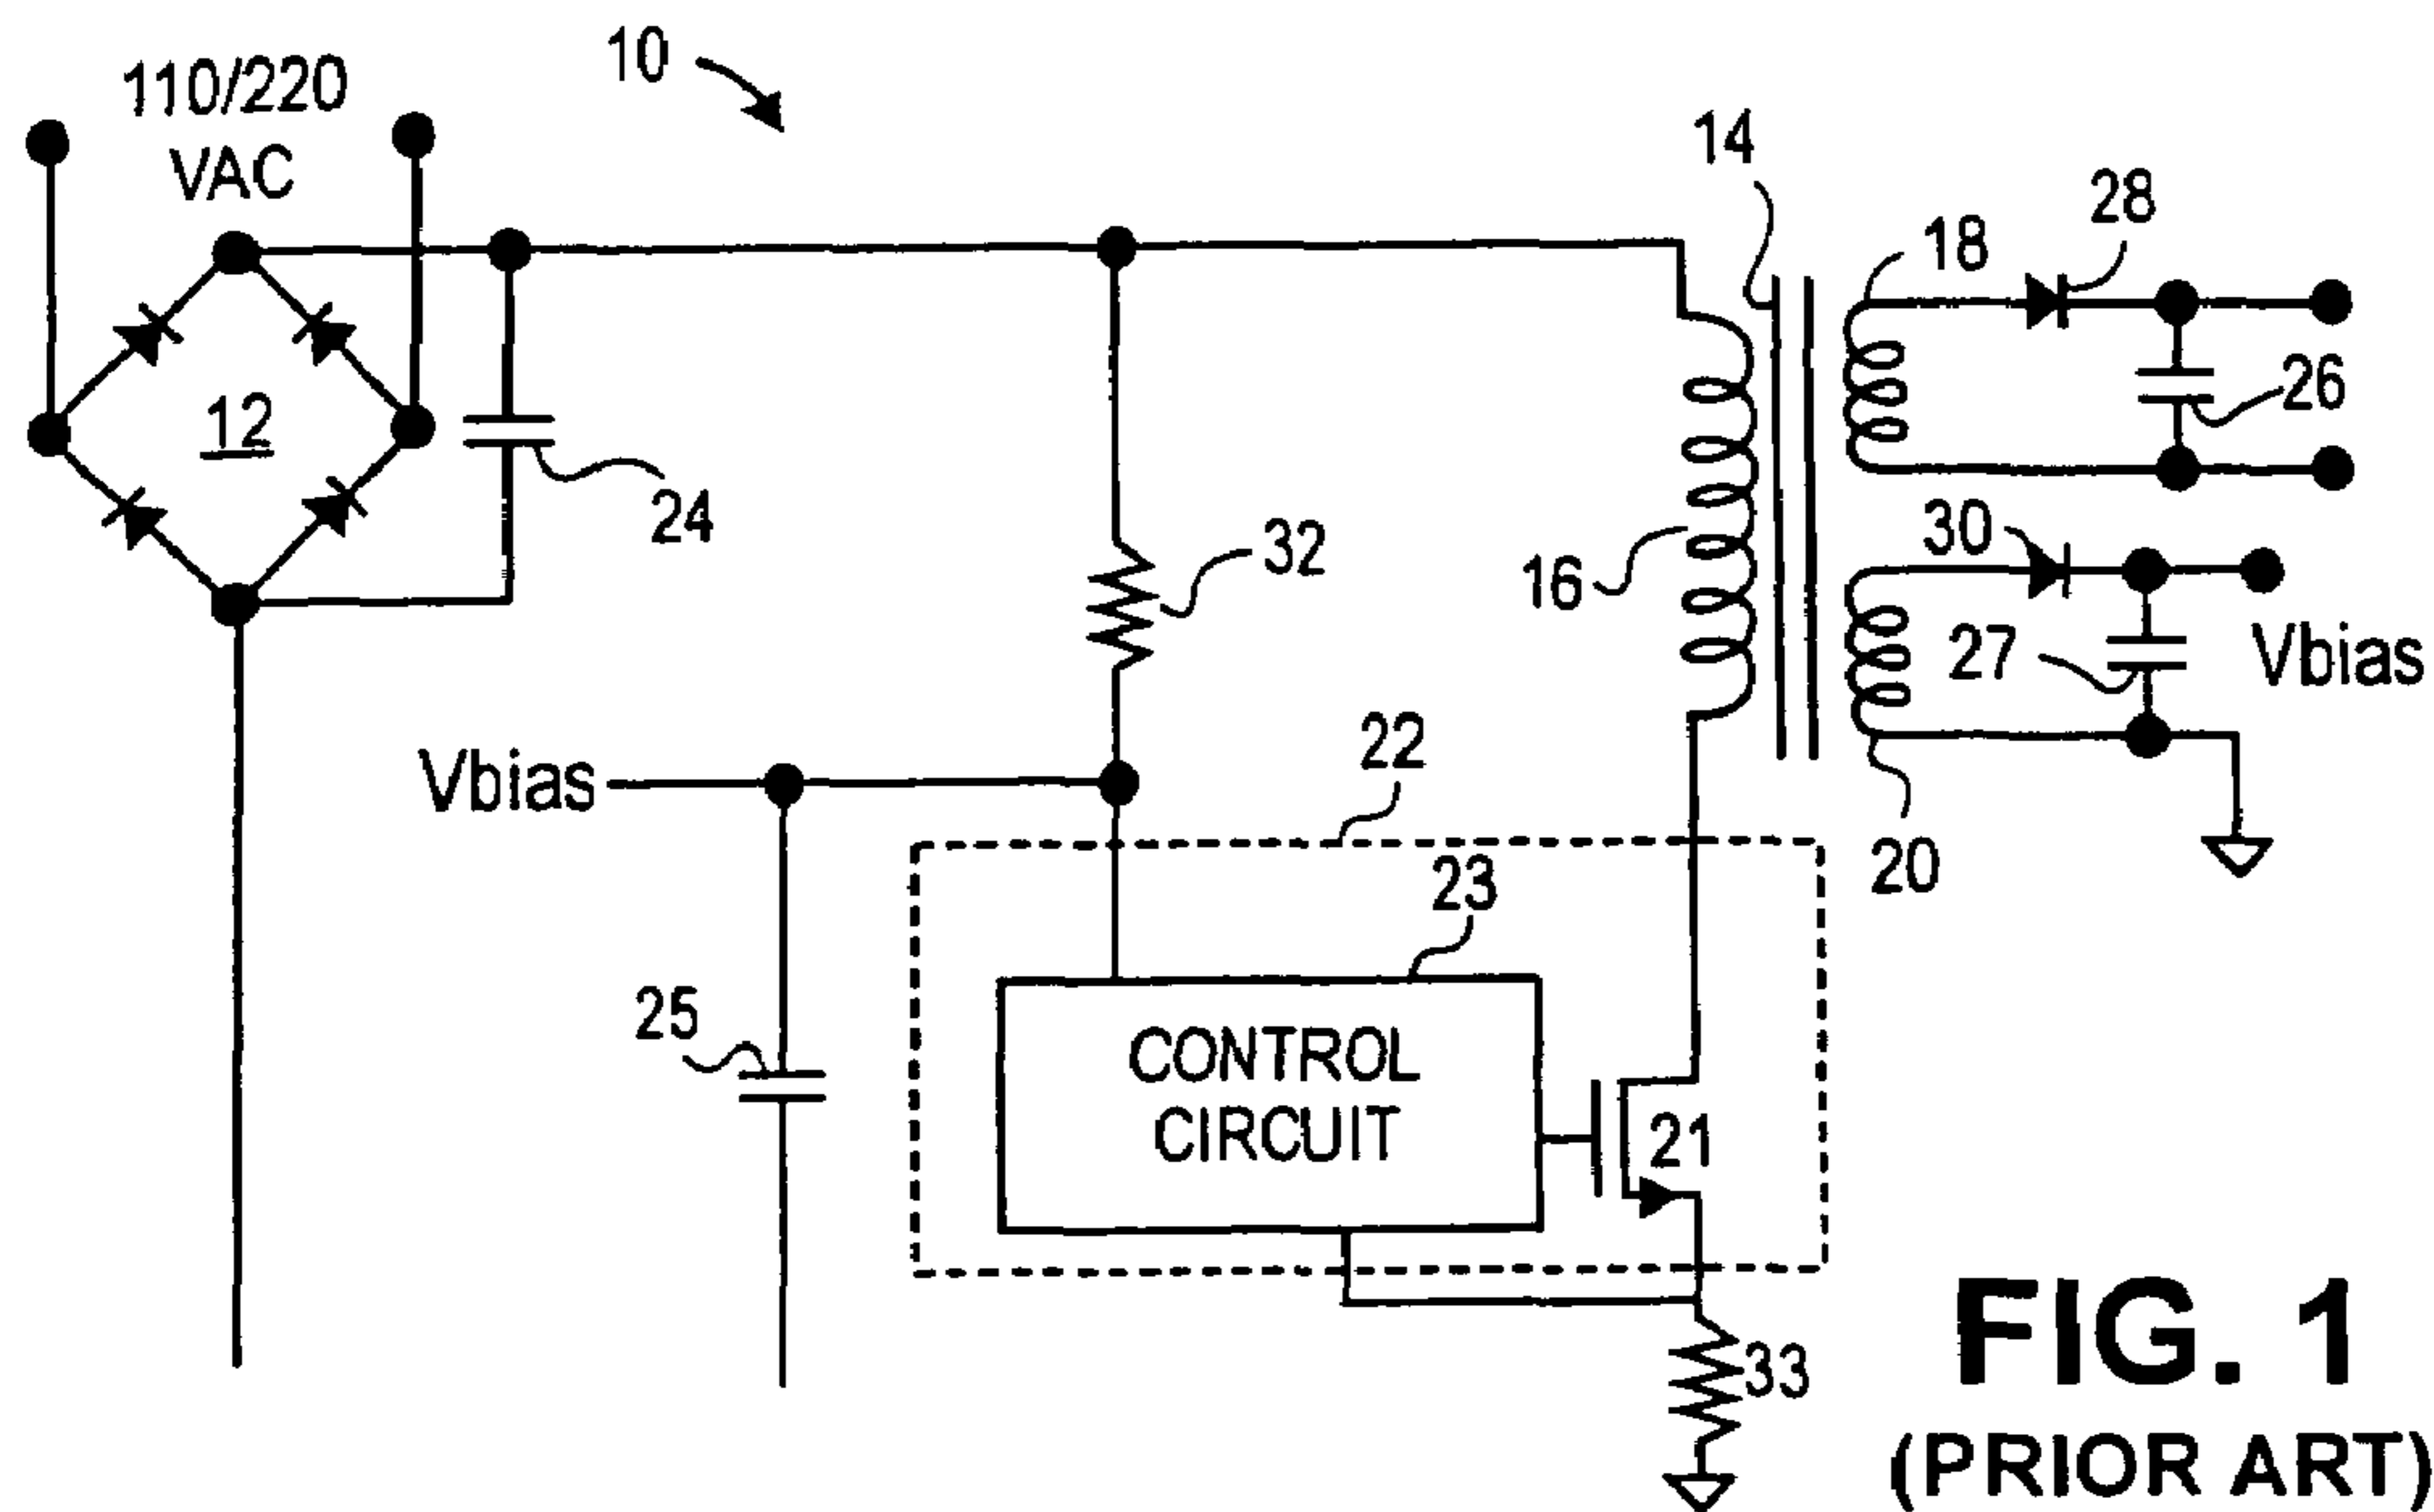 10
110/220
VAC
14
28
18
12
24
26
32
30
16
27
Vbias
22
Vbias
20
23
25
CONTROL
CIRCUIT
21
33
FIG. 1
(PRIOR ART)